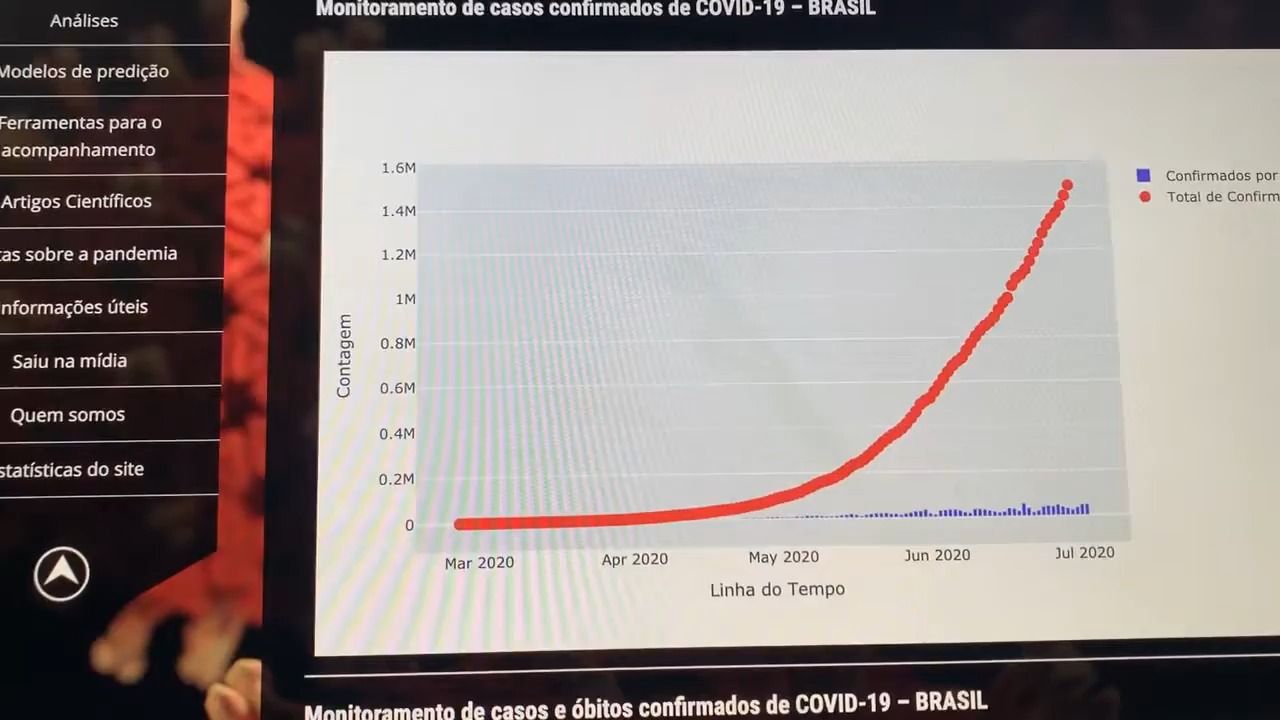 Análises
Modelos de predição
Ferramentas para o
acompanhamento
Artigos Científicos
sobre a pandemia
Informações úteis
Saiu na mídia
Quem somos
statísticas do site
Monitoramento de casos confirmados de COVID-19 – BRASIL
1.6M
1.4M
1.2M
1M
0.8M
0.6M
0.4M
0.2M
0
Contagem
Mar 2020
Apr 2020
May 2020
Jun 2020
Jul 2020
Linha do Tempo
Confirmados por
Total de Confirm
Monitoramento de casos e óbitos confirmados de COVID-19 – BRASIL